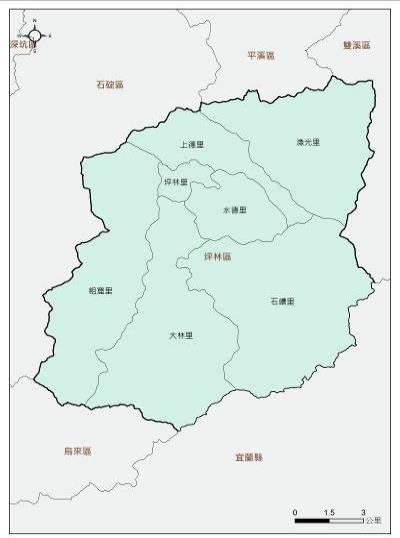 N
W
E
S
深坑區
石碇區
平溪區
雙溪區
上德里
漁光里
坪林里
水德里
坪林區
粗窟里
石𥕢里
大林里
烏來區
宜蘭縣
0 1.5 3
公里